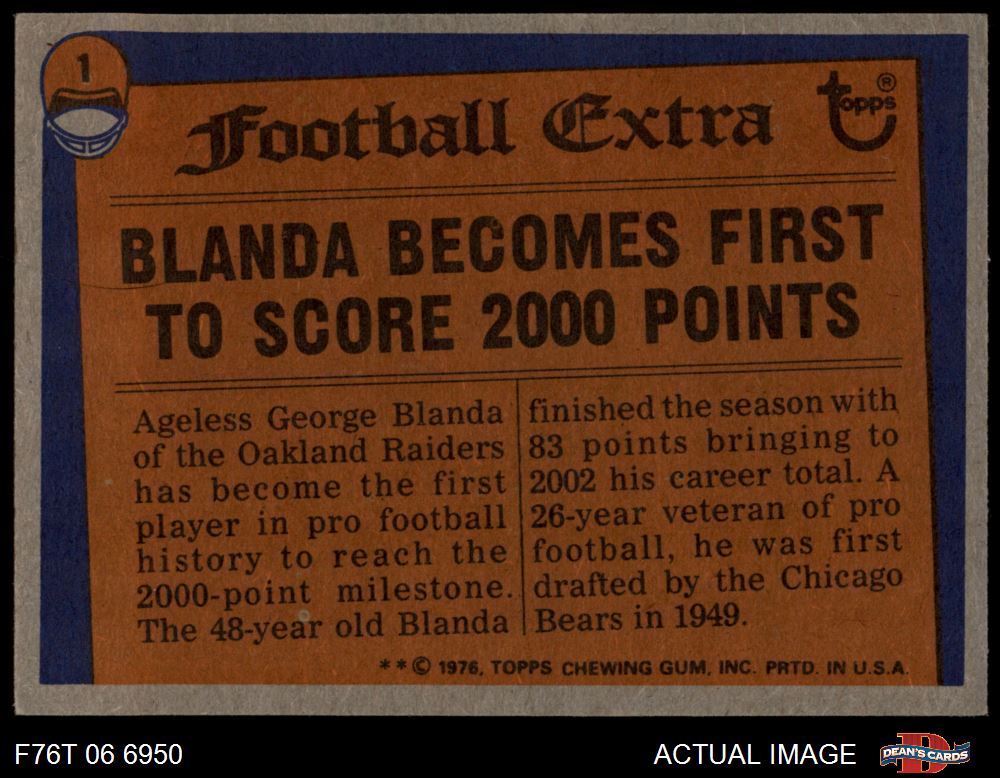 1
Football Extra
topps ®
BLANDA BECOMES FIRST
TO SCORE 2000 POINTS
Ageless George Blanda
of the Oakland Raiders
has become the first
player in pro football
history to reach the
2000-point milestone.
The 48-year old Blanda
finished the season with
83 points bringing to
2002 his career total. A
26-year veteran of pro
football, he was first
drafted by the Chicago
Bears in 1949.
**© 1976, TOPPS CHEWING GUM, INC. PRTD. IN U.S.A.
F76T 06 6950
ACTUAL IMAGE
D
DEAN'S CARDS